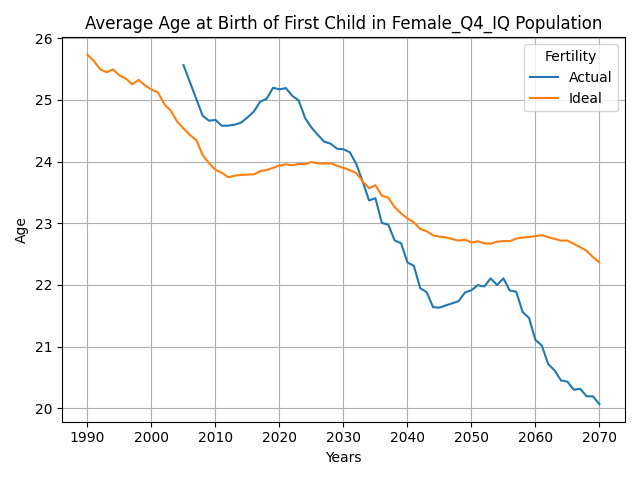 Average Age at Birth of First Child in Female_Q4_IQ Population
Fertility
Actual
Ideal
Age
26
25
24
23
22
21
20
1990 2000 2010 2020 2030 2040 2050 2060 2070
Years